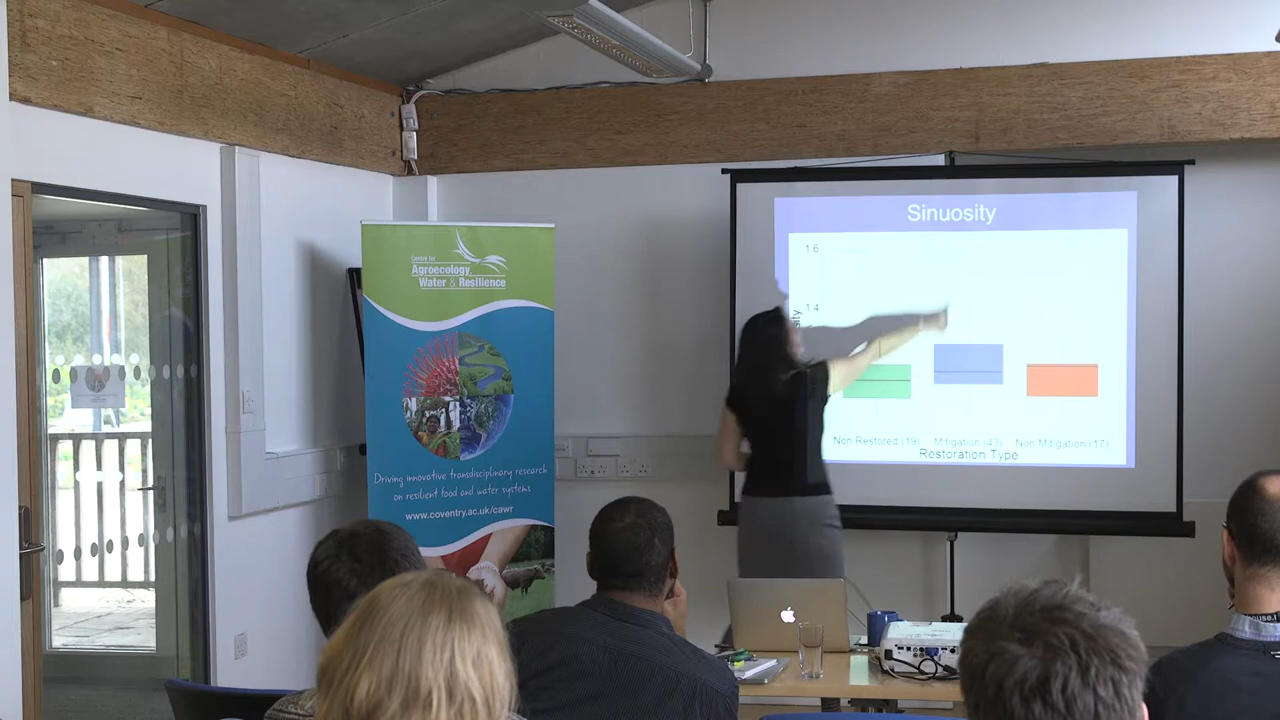 Centre for
Agroecology
Water & Resilience
Driving innovative transdisciplinary research
on resilient food and water systems
www.coventry.ac.uk/cawr
Sinuosity
1 6
1 4
Non Restored (19) Mitigation (43) Non Mitigation (17)
Restoration Type